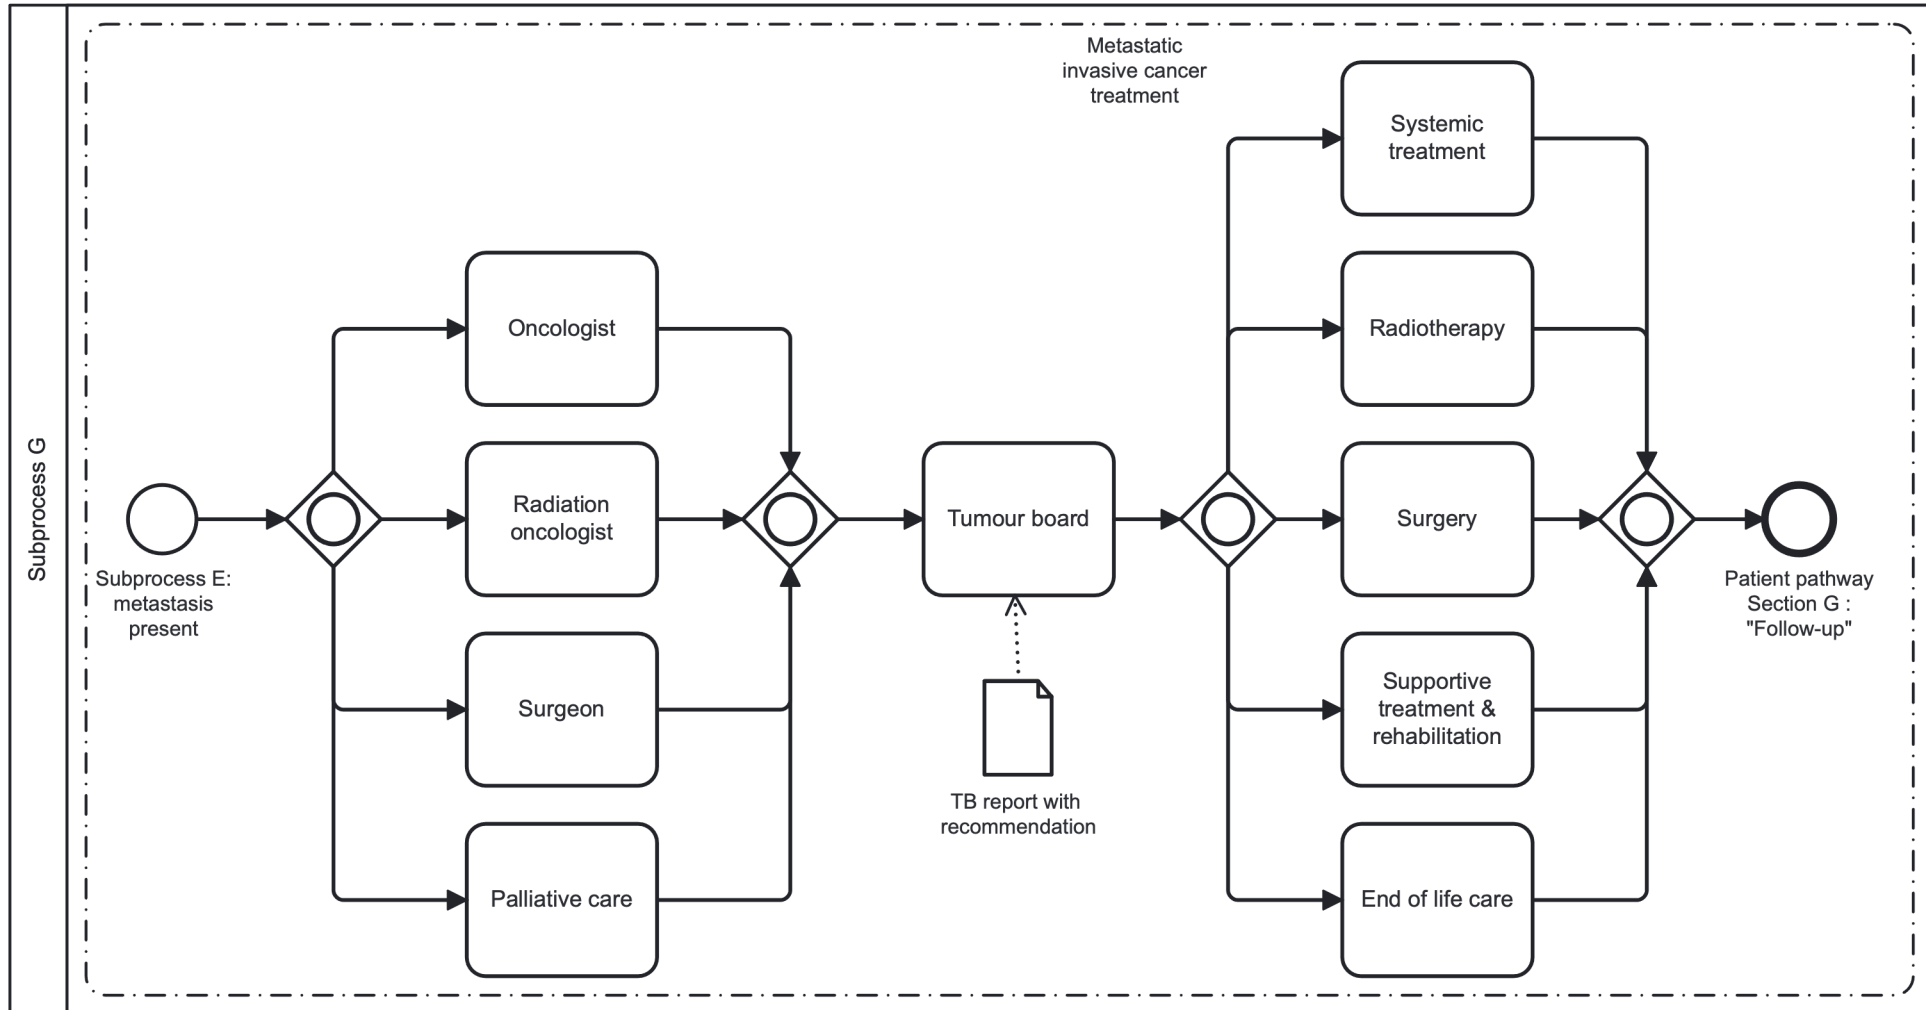 Subprocess G
Metastatic
invasive cancer
treatment
Subprocess E:
metastasis
present
Oncologist
Radiation
oncologist
Surgeon
Palliative care
Tumour board
TB report with
recommendation
Systemic
treatment
Radiotherapy
Surgery
Supportive
treatment &
rehabilitation
End of life care
Patient pathway
Section G :
"Follow-up"